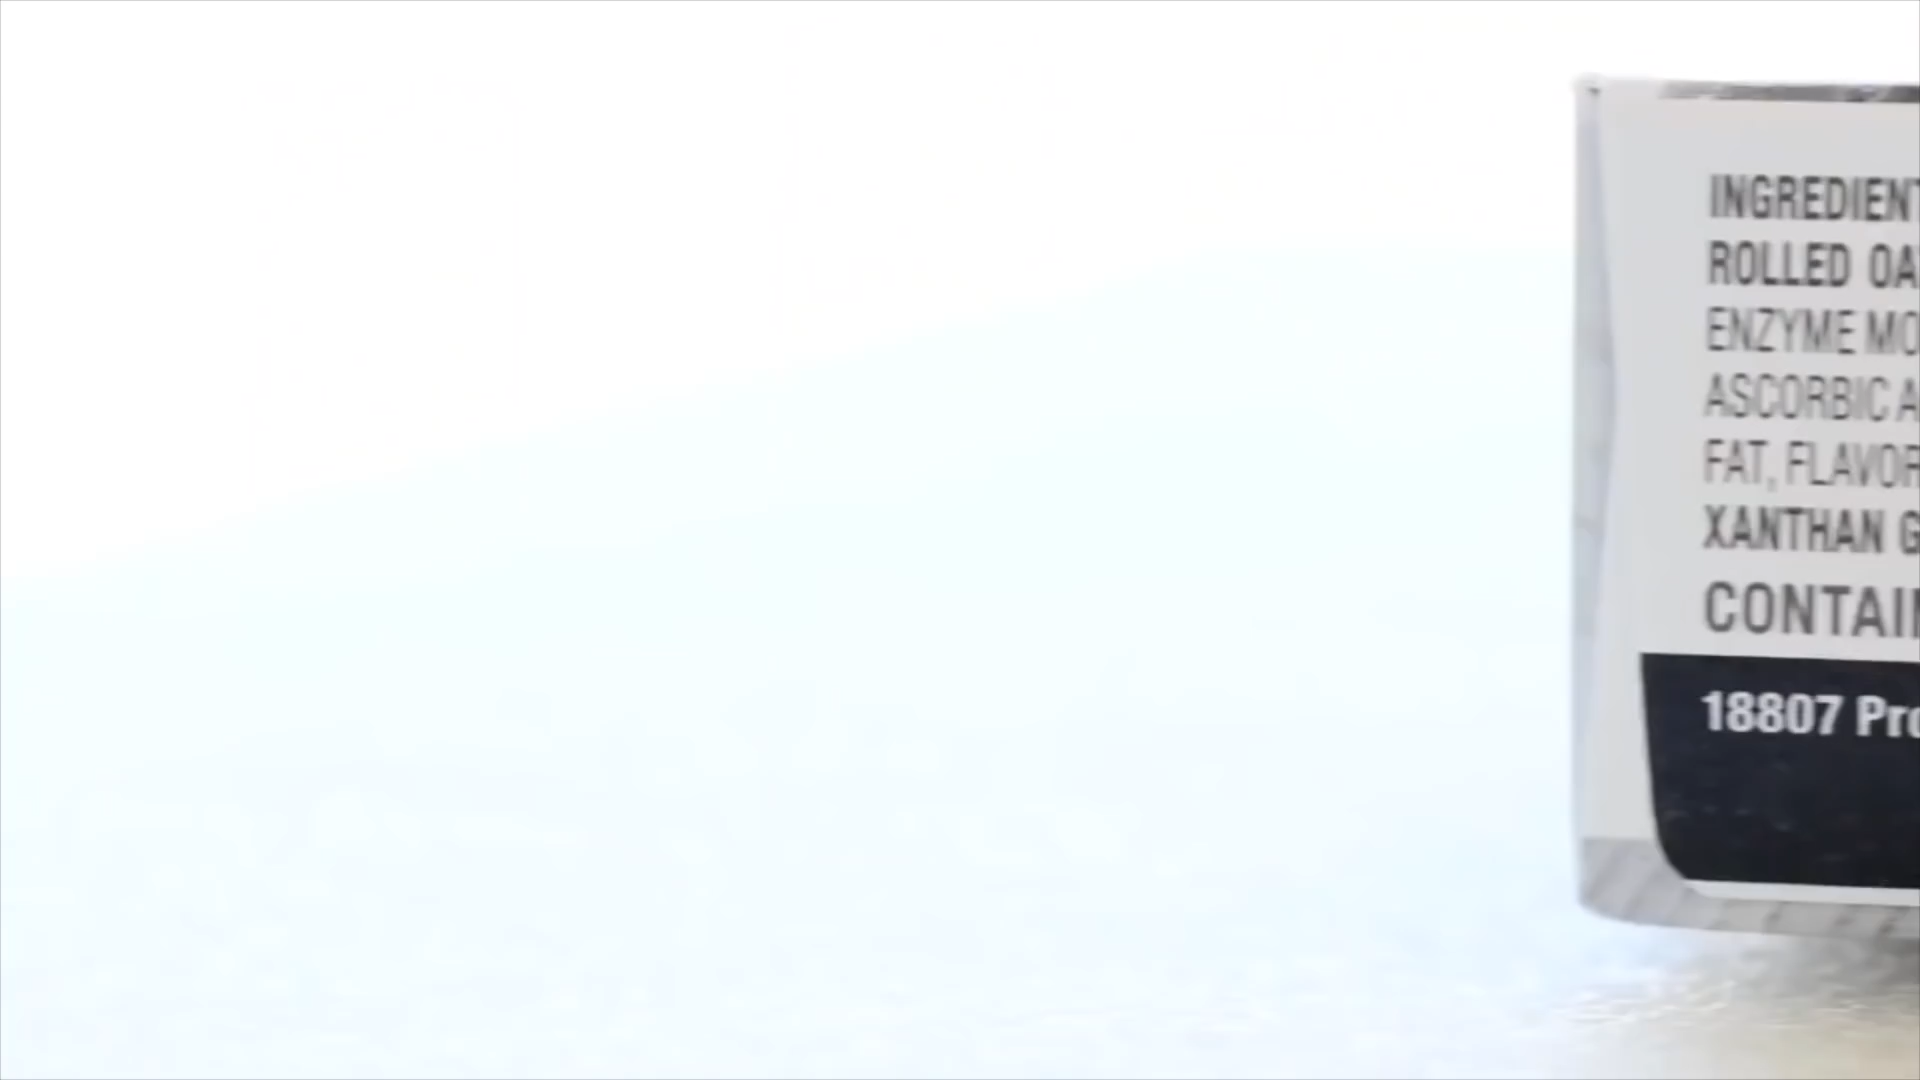 INGREDIENT
ROLLED OA
ENZYME MO
ASCORBIC A
FAT, FLAVOR
XANTHAN G
CONTAIN
18807 Pro